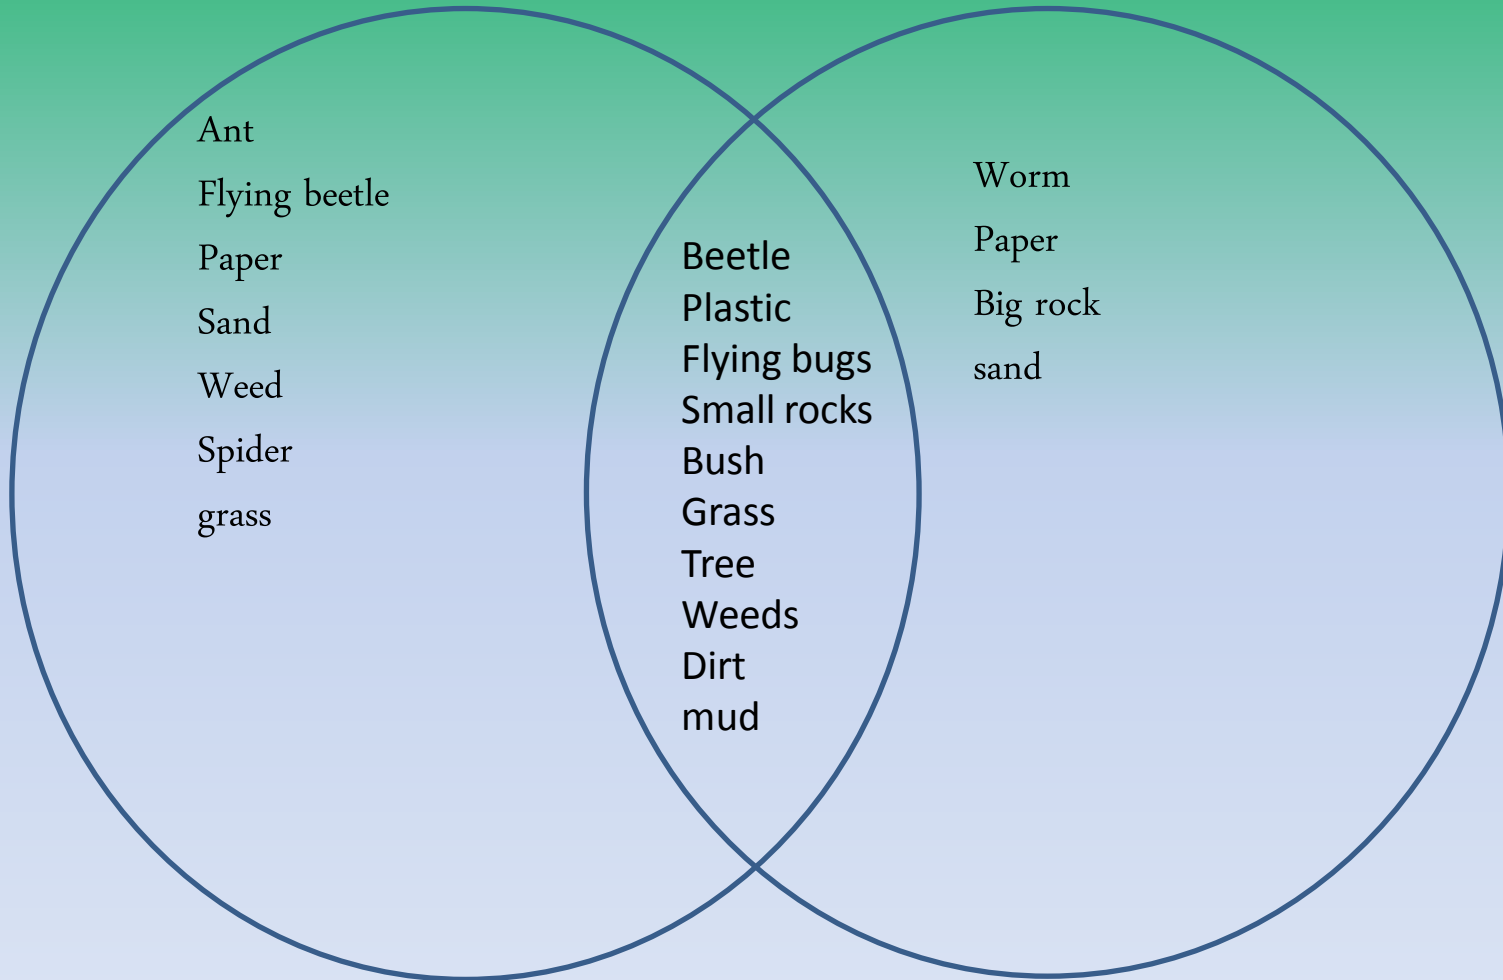 Ant
Flying beetle
Paper
Sand
Weed
Spider
grass
Beetle
Plastic
Flying bugs
Small rocks
Bush
Grass
Tree
Weeds
Dirt
mud
Worm
Paper
Big rock
sand